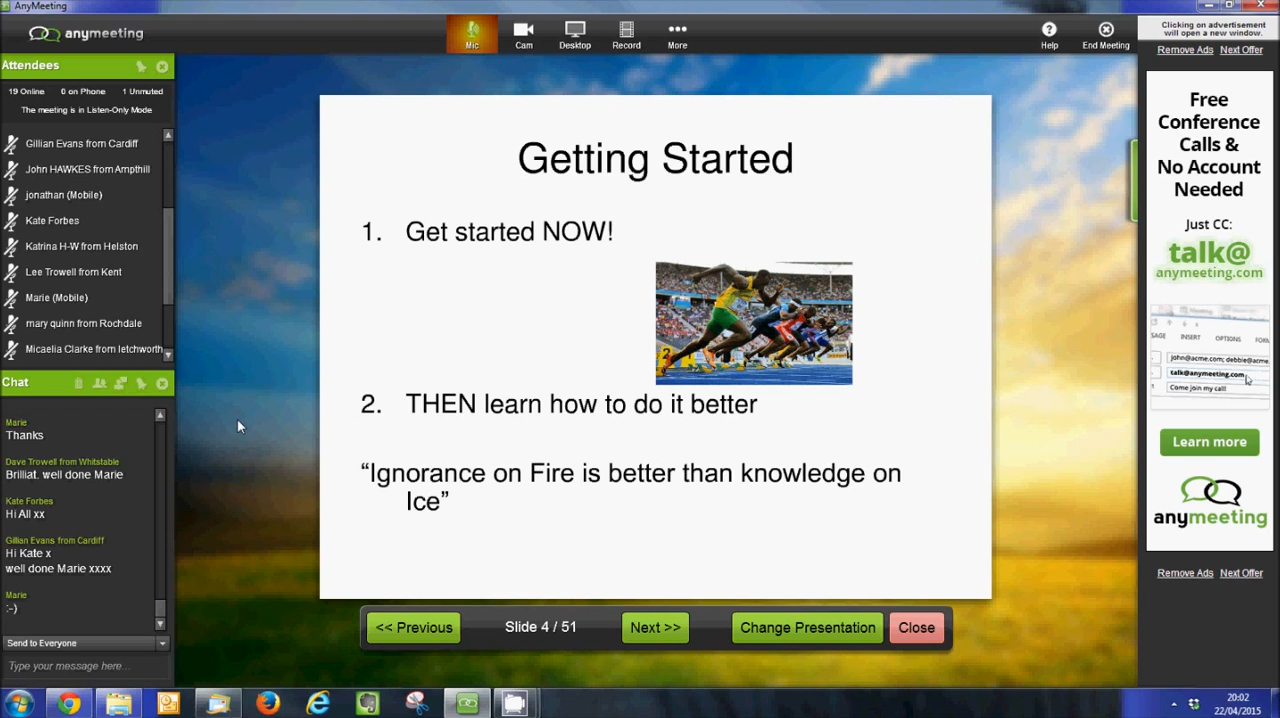 AnyMeeting
anymeeting
Mic
Cam
Desktop
Record
More
Help
End Meeting
Clicking on advertisement
will open a new window.
Remove Ads Next Offer
Attendees
19 Online 0 on Phone 1 Unmuted
The meeting is in Listen-Only Mode
Gillian Evans from Cardiff
John HAWKES from Ampthill
jonathan (Mobile)
Kate Forbes
Katrina H-W from Helston
Lee Trowell from Kent
Marie (Mobile)
mary quinn from Rochdale
Micaelia Clarke from letchworth
Chat
Marie
Thanks
Dave Trowell from Whitstable
Brilliat. well done Marie
Kate Forbes
Hi All xx
Gillian Evans from Cardiff
Hi Kate x
well done Marie xxxx
Marie
:-)
Send to Everyone
Type your message here...
Getting Started
1. Get started NOW!
2. THEN learn how to do it better
“Ignorance on Fire is better than knowledge on
Ice”
<< Previous
Slide 4 / 51
Next >>
Change Presentation
Close
Free
Conference
Calls &
No Account
Needed
Just CC:
talk@
anymeeting.com
SAGE INSERT OPTIONS
john@acme.com; debbie@acme.
talk@anymeeting.com
Come join my call!
Learn more
anymeeting
Remove Ads Next Offer
20:02
22/04/2015